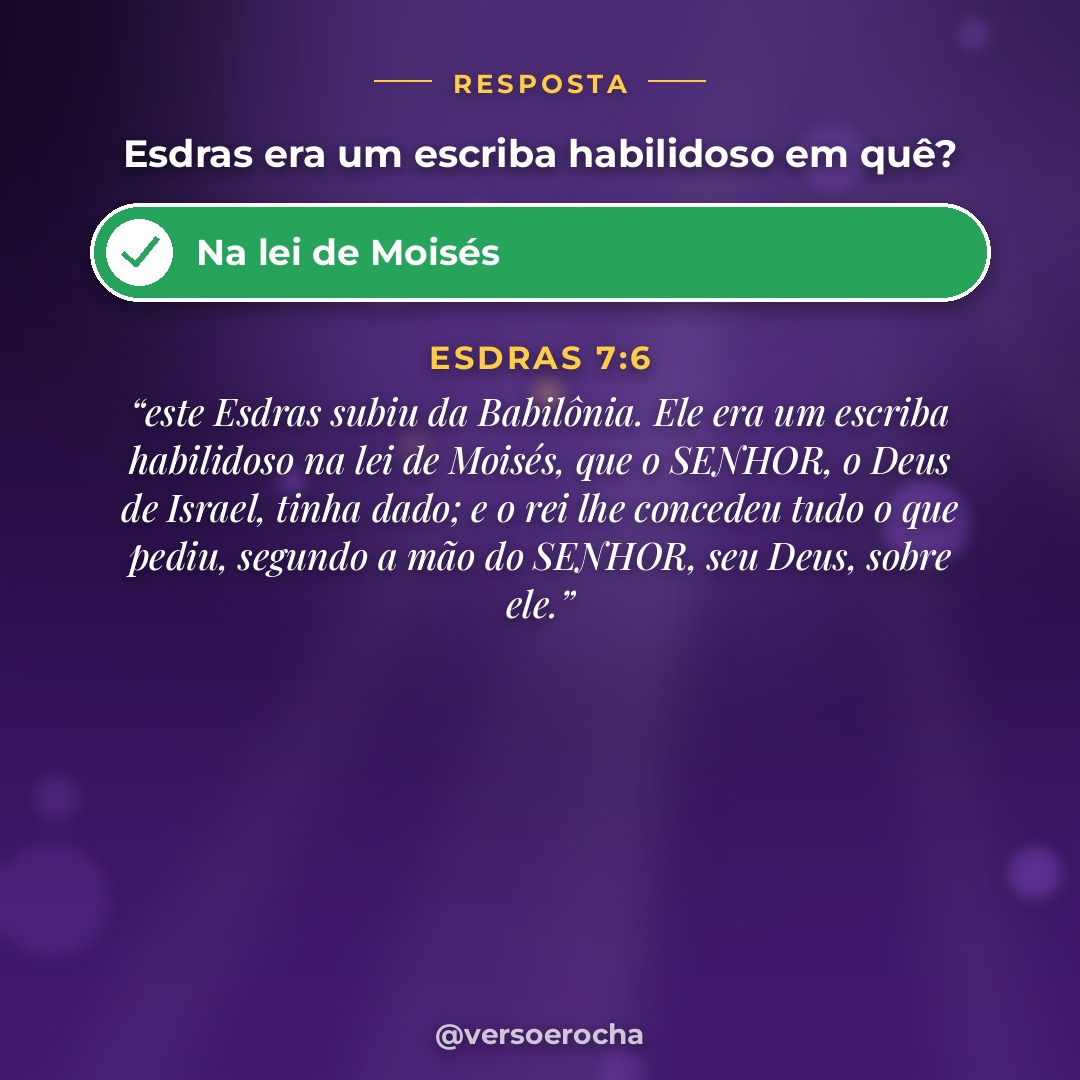 RESPOSTA
Esdras era um escriba habilidoso em quê?
Na lei de Moisés
ESDRAS 7:6
“este Esdras subiu da Babilônia. Ele era um escriba
habilidoso na lei de Moisés, que o SENHOR, o Deus
de Israel, tinha dado; e o rei lhe concedeu tudo o que
pediu, segundo a mão do SENHOR, seu Deus, sobre
ele.”
@versoerocha